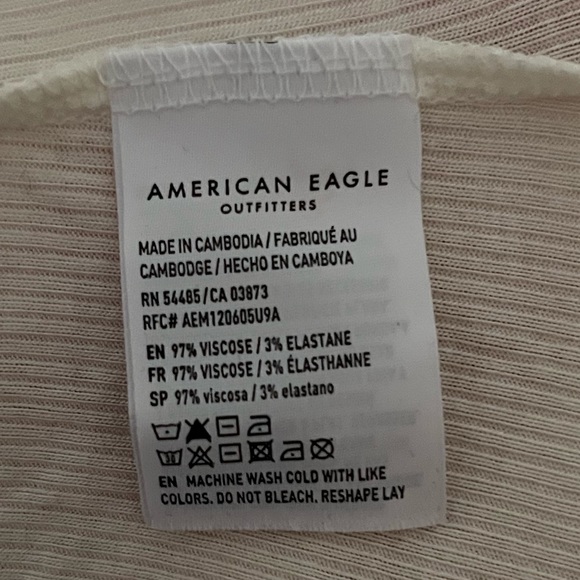 AMERICAN EAGLE
OUTFITTERS
MADE IN CAMBODIA / FABRIQUÉ AU
CAMBODGE / HECHO EN CAMBOYA
RN 54485 / CA 03873
RFC# AEM120605U9A
EN 97% VISCOSE / 3% ELASTANE
FR 97% VISCOSE / 3% ÉLASTHANNE
SP 97% viscosa / 3% elastano
30
EN MACHINE WASH COLD WITH LIKE
COLORS. DO NOT BLEACH. RESHAPE LAY